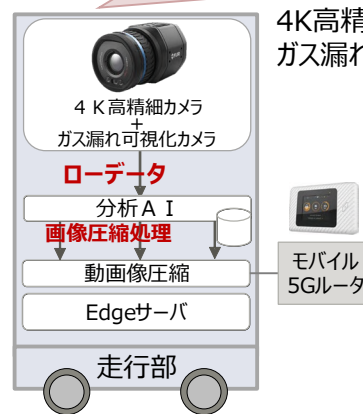 4K高精
ガス漏れ
4K高精細カメラ
+
ガス漏れ可視化カメラ
ローデータ
分析AI
画像圧縮処理
動画像圧縮
Edgeサーバ
走行部
モバイル
5Gルータ